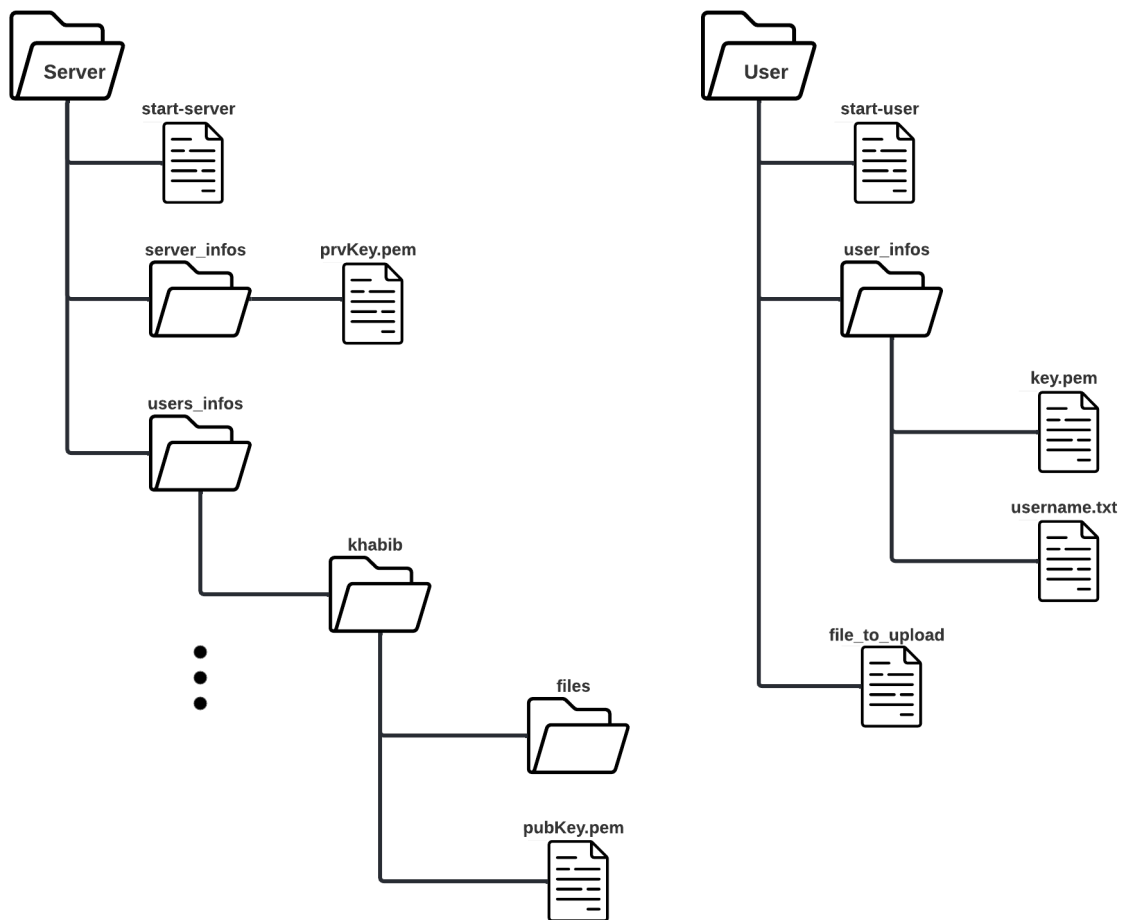 Server
start-server
server_infos
prvKey.pem
users_infos
khabib
files
pubKey.pem
User
start-user
user_infos
key.pem
username.txt
file_to_upload